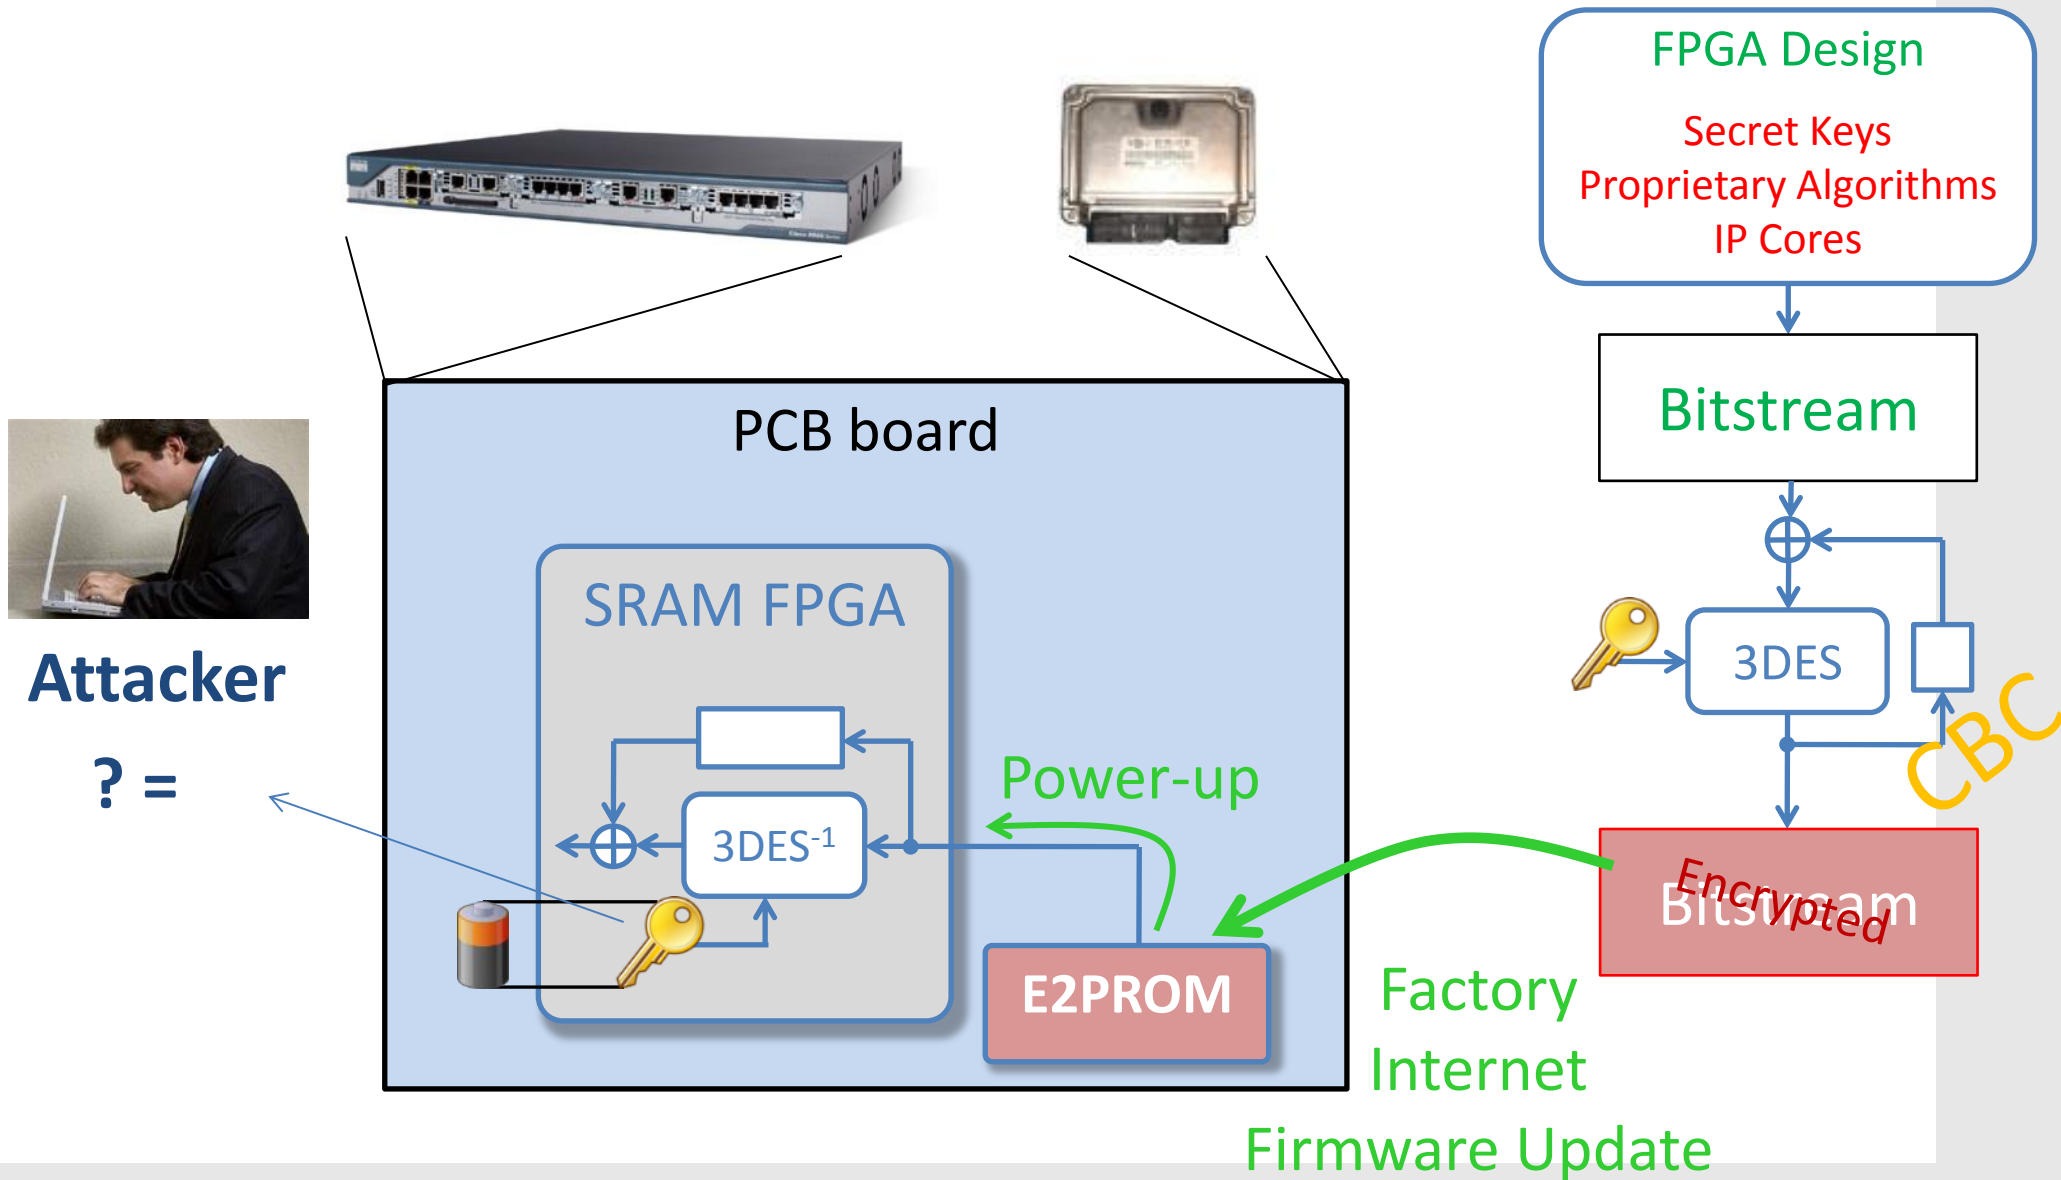 FPGA Design
Secret Keys
Proprietary Algorithms
IP Cores
Bitstream
PCB board
SRAM FPGA
Attacker
? =
3DES
CBC
Power-up
3DES⁻¹
Encrypted
Bitstream
E2PROM
Factory
Internet
Firmware Update